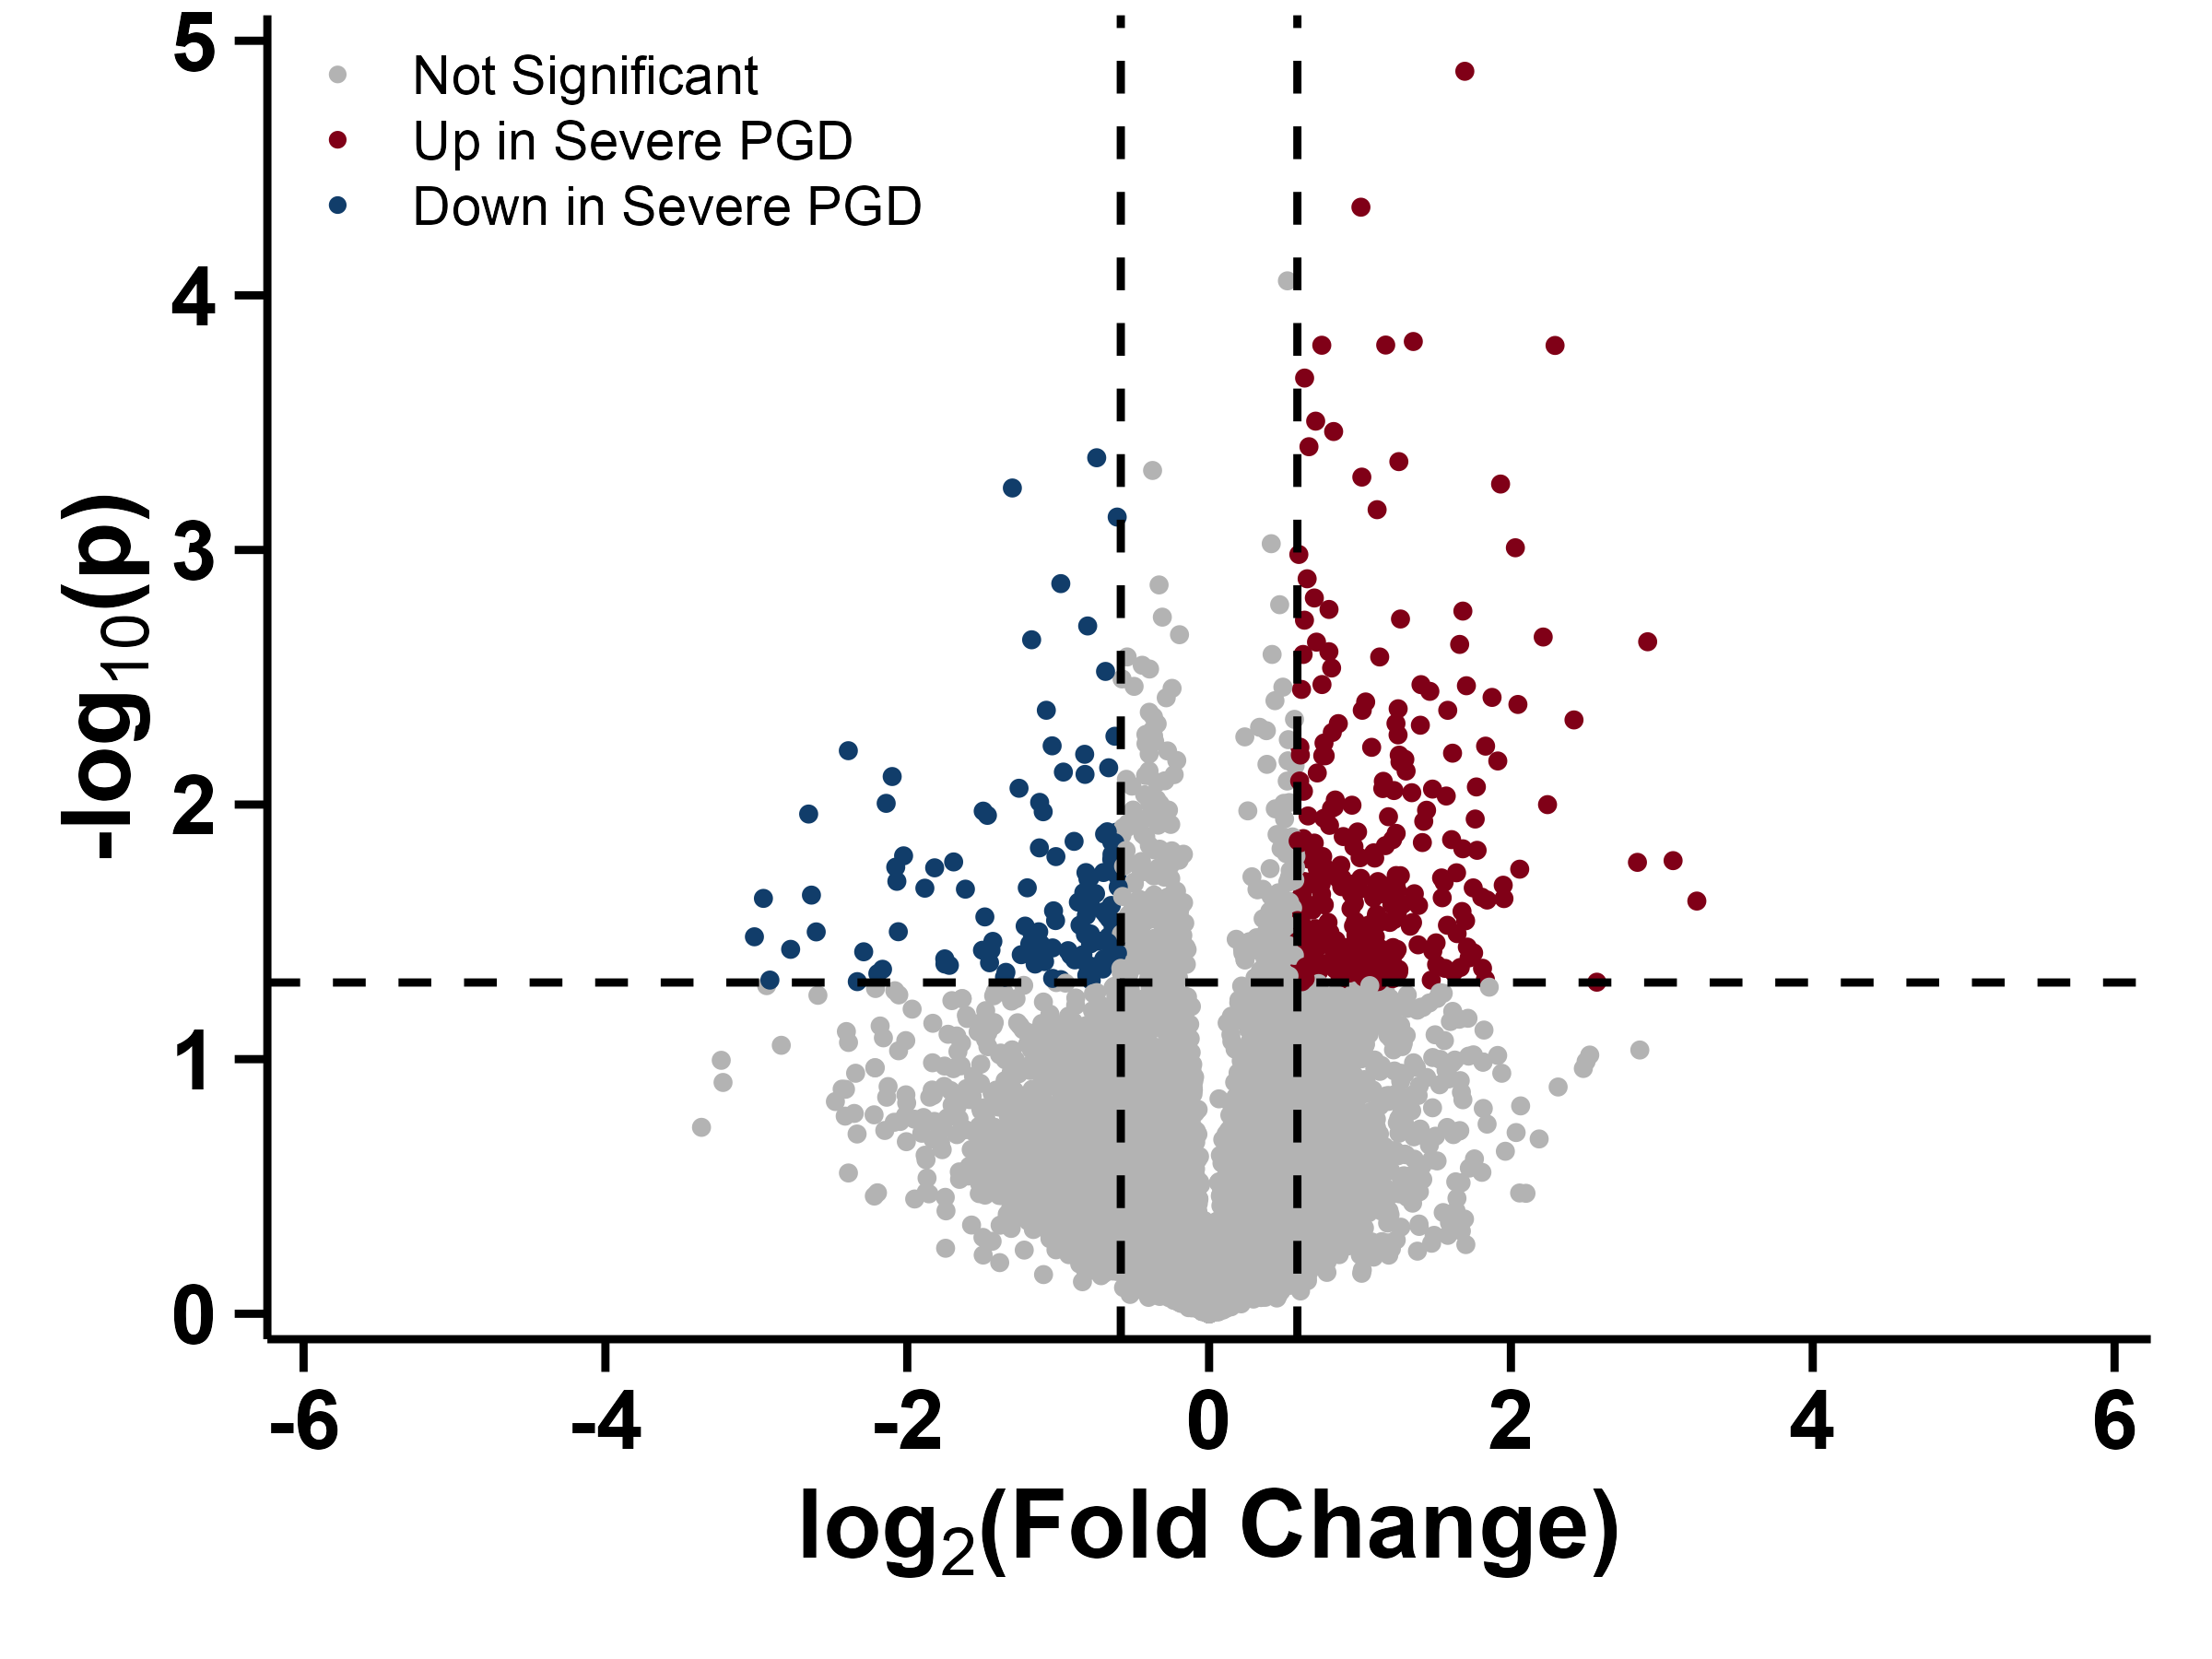 5
4
3
2
1
0
-log10(p)
Not Significant
Up in Severe PGD
Down in Severe PGD
-6 -4 -2 0 2 4 6
log2(Fold Change)